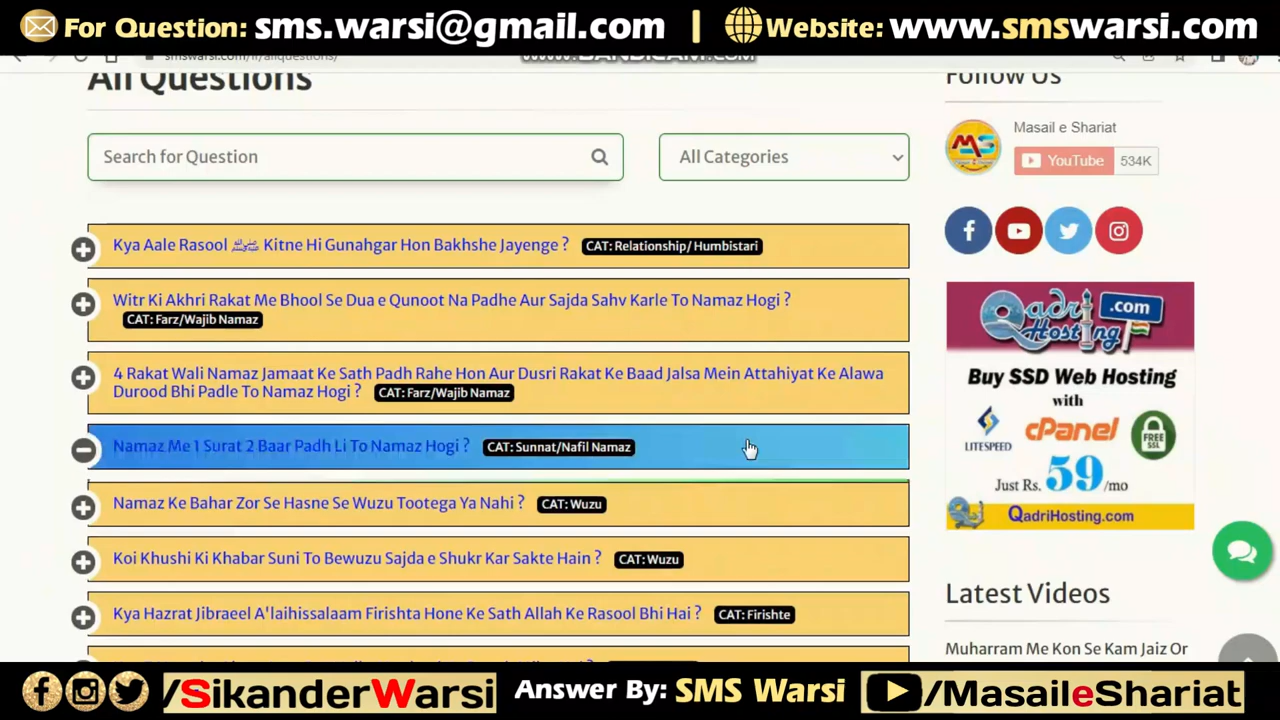 For Question: sms.warsi@gmail.com | Website: www.smswarsi.com
smswarsi.com/
www.BANDICAM.com
All Questions
Follow Us
Search for Question
All Categories
Masail e Shariat
YouTube 534K
Kya Aale Rasool ﷺ Kitne Hi Gunahgar Hon Bakhshe Jayenge ? CAT: Relationship/ Humbistari
Witr Ki Akhri Rakat Me Bhool Se Dua e Qunoot Na Padhe Aur Sajda Sahv Karle To Namaz Hogi ?
CAT: Farz/Wajib Namaz
4 Rakat Wali Namaz Jamaat Ke Sath Padh Rahe Hon Aur Dusri Rakat Ke Baad Jalsa Mein Attahiyat Ke Alawa
Durood Bhi Padle To Namaz Hogi ? CAT: Farz/Wajib Namaz
Namaz Me 1 Surat 2 Baar Padh Li To Namaz Hogi ? CAT: Sunnat/Nafil Namaz
Namaz Ke Bahar Zor Se Hasne Se Wuzu Tootega Ya Nahi ? CAT: Wuzu
Koi Khushi Ki Khabar Suni To Bewuzu Sajda e Shukr Kar Sakte Hain ? CAT: Wuzu
Kya Hazrat Jibraeel A'laihissalaam Firishta Hone Ke Sath Allah Ke Rasool Bhi Hai ? CAT: Firishte
Qadri .com
Hosting
Buy SSD Web Hosting
with
LITESPEED cPanel FREE SSL
Just Rs. 59/mo
QadriHosting.com
Latest Videos
Muharram Me Kon Se Kam Jaiz Or
/SikanderWarsi Answer By: SMS Warsi /MasaileShariat